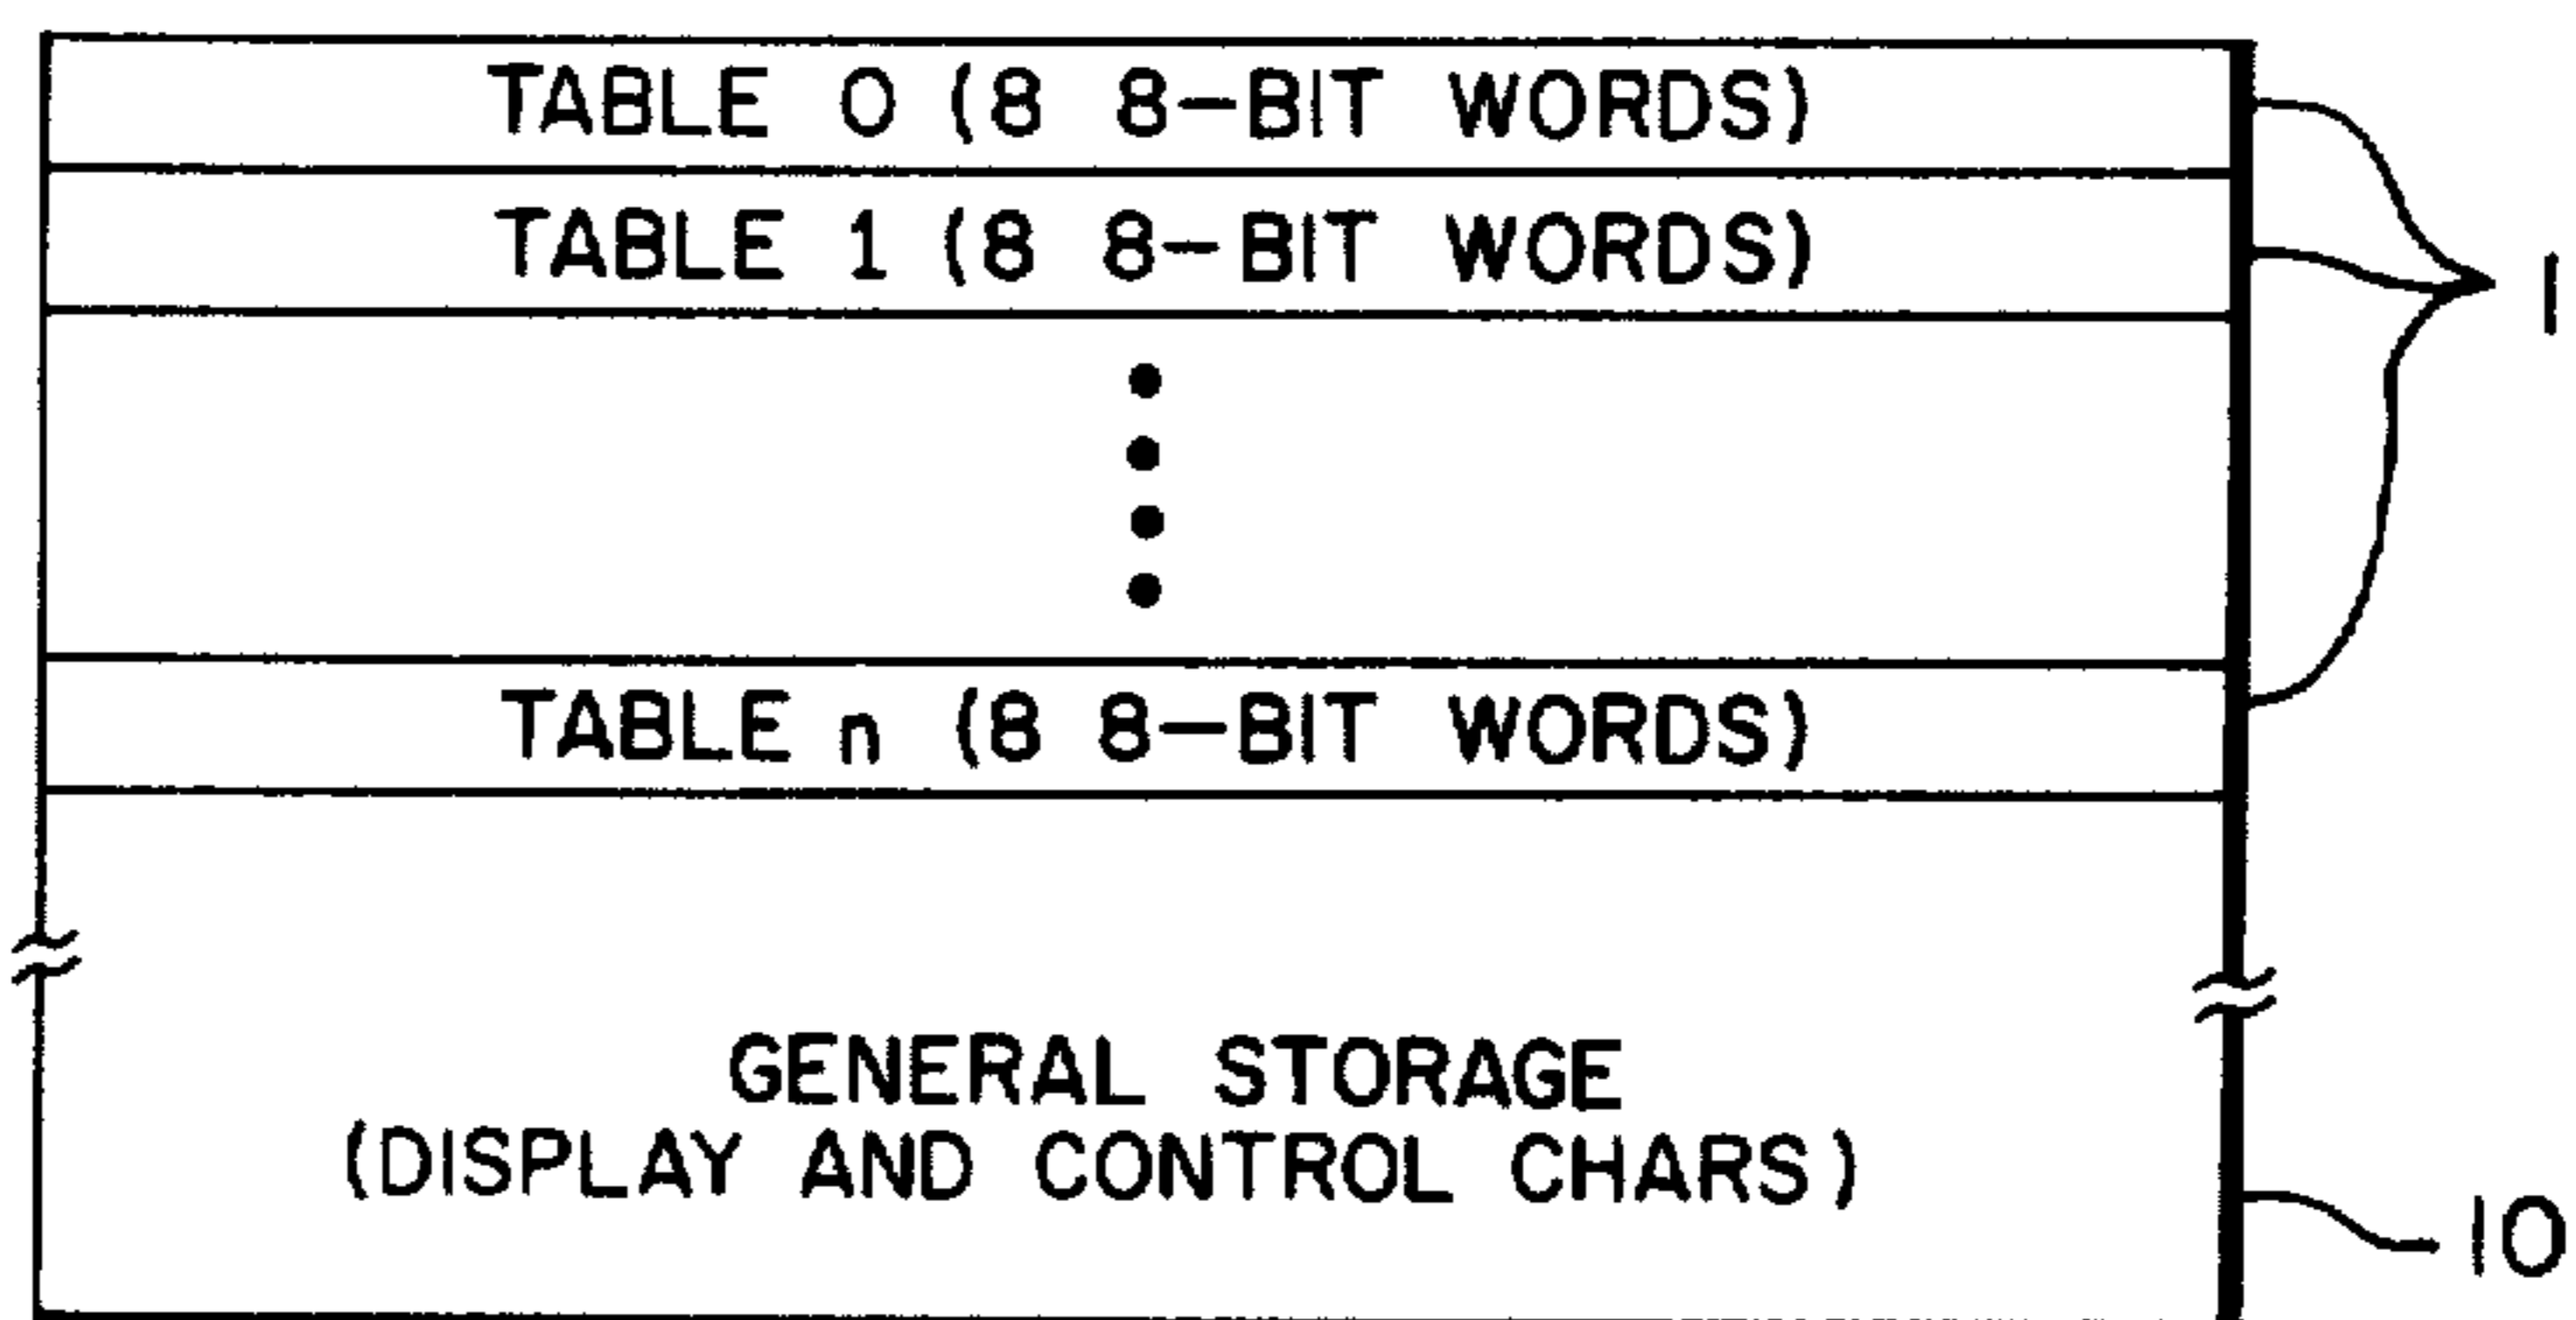 TABLE 0 (8 8-BIT WORDS)
TABLE 1 (8 8-BIT WORDS)
1
TABLE n (8 8-BIT WORDS)
GENERAL STORAGE
(DISPLAY AND CONTROL CHARS)
10